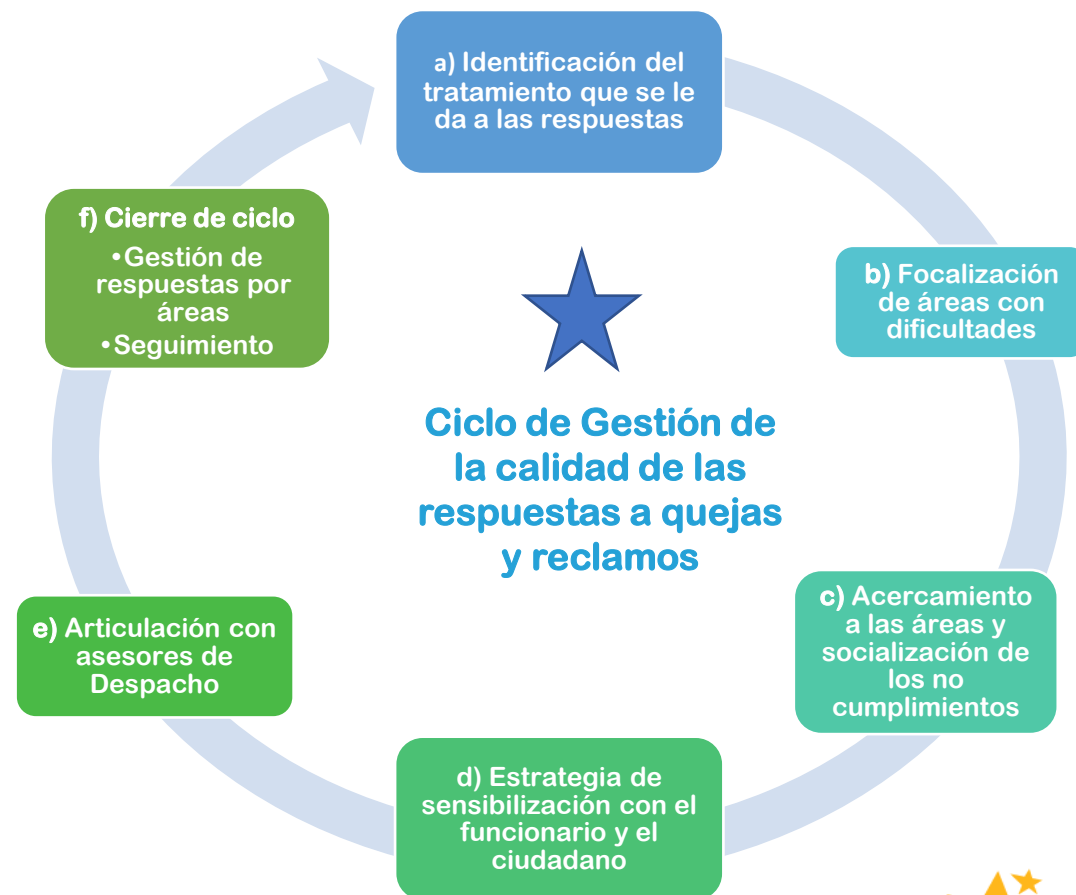 a) Identificación del
tratamiento que se le
da a las respuestas
b) Focalización
de áreas con
dificultades
c) Acercamiento
a las áreas y
socialización de
los no
cumplimientos
d) Estrategia de
sensibilización con el
funcionario y el
ciudadano
e) Articulación con
asesores de
Despacho
f) Cierre de ciclo
•Gestión de
respuestas por
áreas
•Seguimiento
Ciclo de Gestión de
la calidad de las
respuestas a quejas
y reclamos